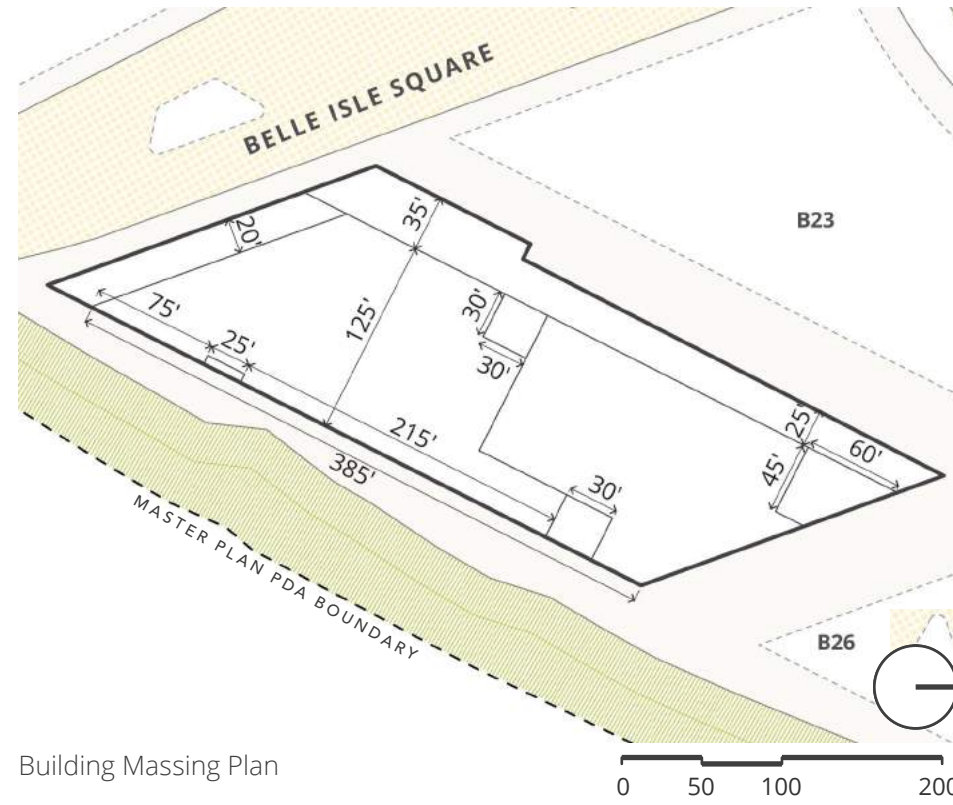 BELLE ISLE SQUARE
B23
35'
20'
75'
25'
125'
30'
30'
215'
385'
25'
60'
45'
30'
MASTER PLAN PDA BOUNDARY
B26
Building Massing Plan
0 50 100 200